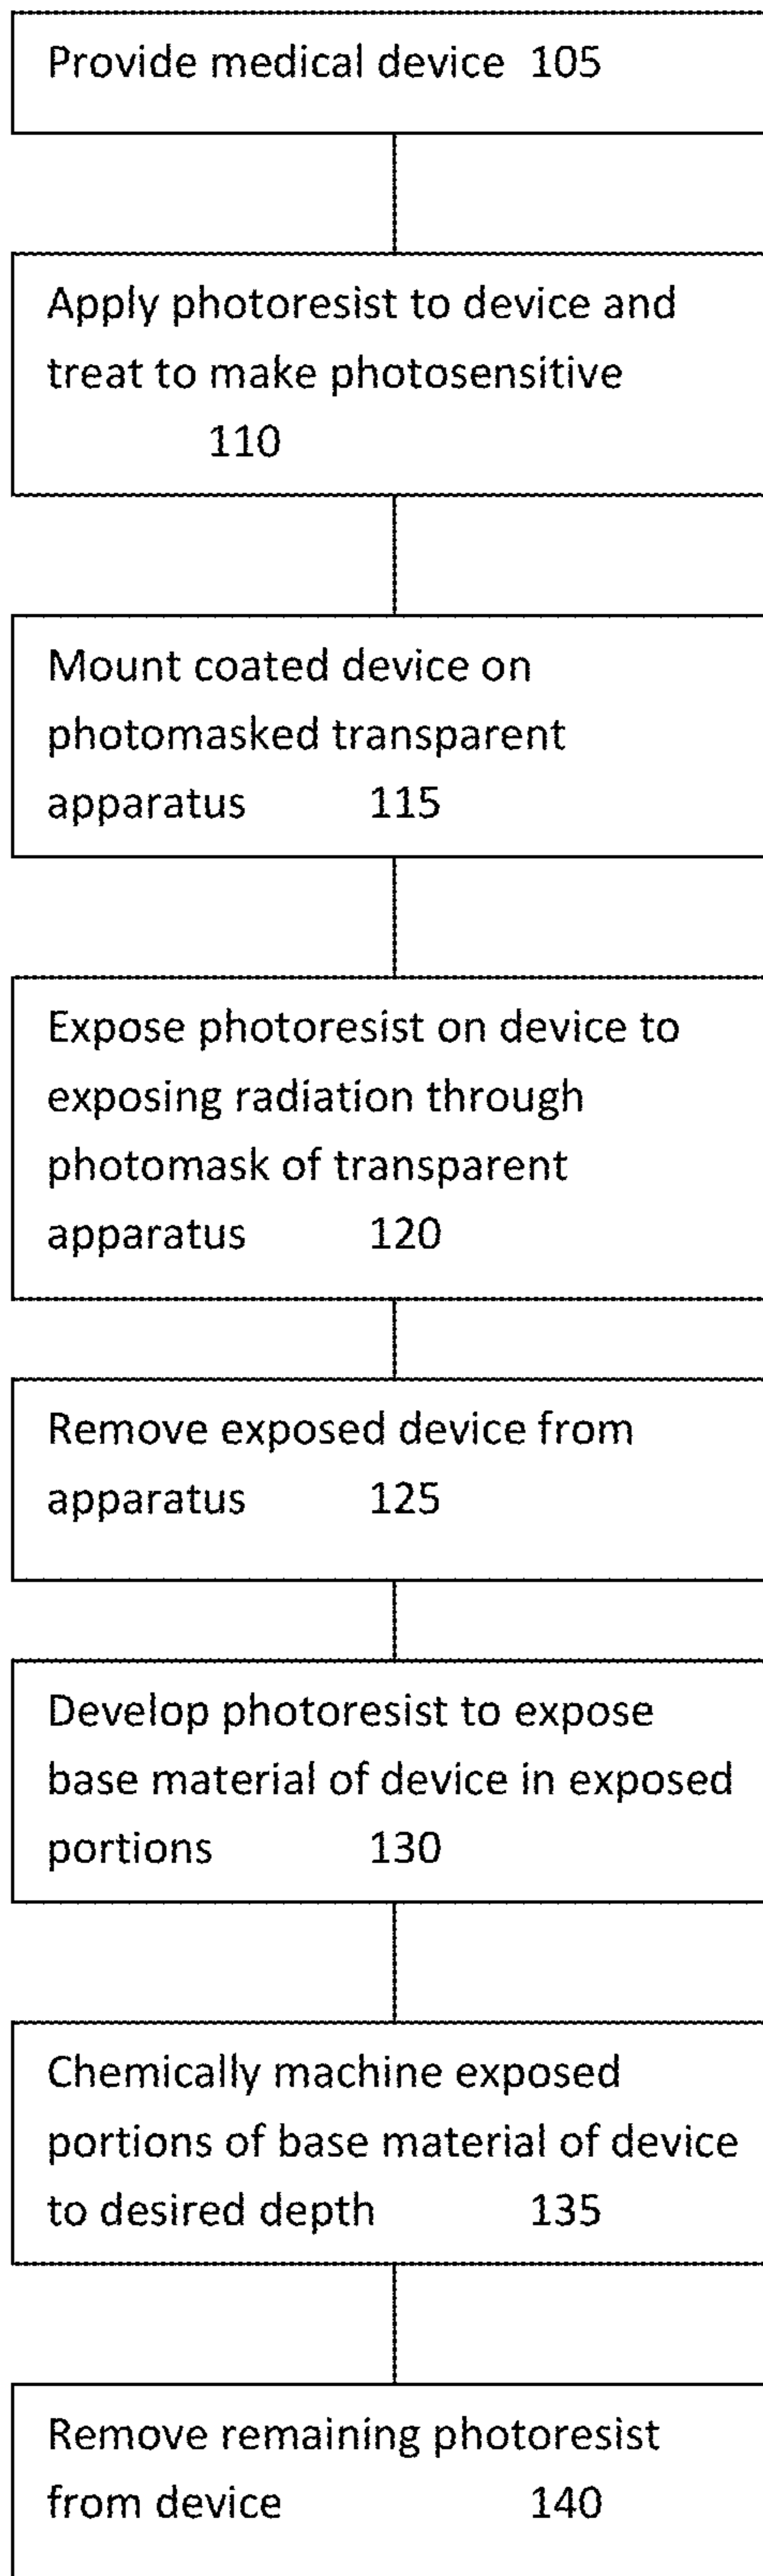 Provide medical device 105
Apply photoresist to device and
treat to make photosensitive
110
Mount coated device on
photomasked transparent
apparatus 115
Expose photoresist on device to
exposing radiation through
photomask of transparent
apparatus 120
Remove exposed device from
apparatus 125
Develop photoresist to expose
base material of device in exposed
portions 130
Chemically machine exposed
portions of base material of device
to desired depth 135
Remove remaining photoresist
from device 140